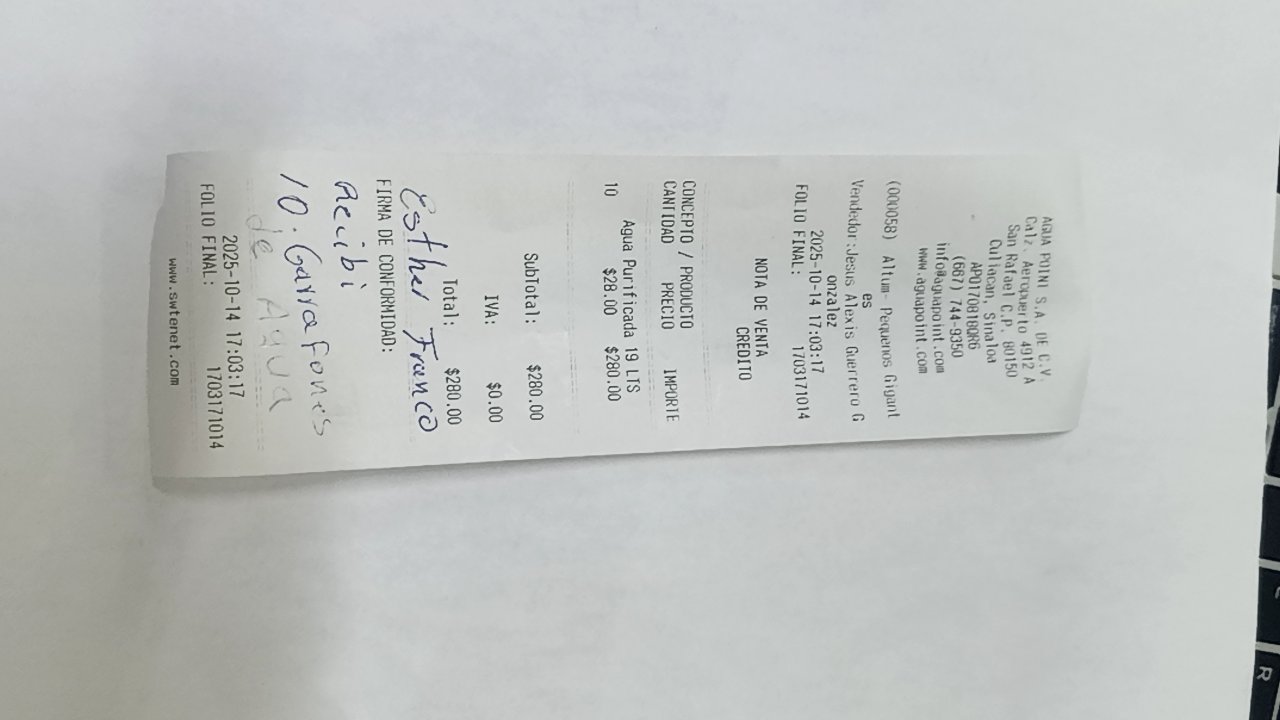 AGUA POINT S.A. DE C.V.
Calz. Aeropuerto 4912 A
San Rafael C.P. 80150
Culiacan, Sinaloa
APO170818QR6
(667) 744-9350
info@aguapoint.com
www.aguapoint.com
(000058) Altum- Pequenos Gigant
es
Vendedor:Jesus Alexis Guerrero G
onzalez
2025-10-14 17:03:17
FOLIO FINAL: 1703171014
NOTA DE VENTA
CREDITO
CONCEPTO / PRODUCTO
CANTIDAD PRECIO IMPORTE
Agua Purificada 19 LTS
10 $28.00 $280.00
SubTotal: $280.00
IVA: $0.00
Total: $280.00
Esther Franco
FIRMA DE CONFORMIDAD:
Recibi
10. Garrafones
de Agua
2025-10-14 17:03:17
FOLIO FINAL: 1703171014
www.swtenet.com
R